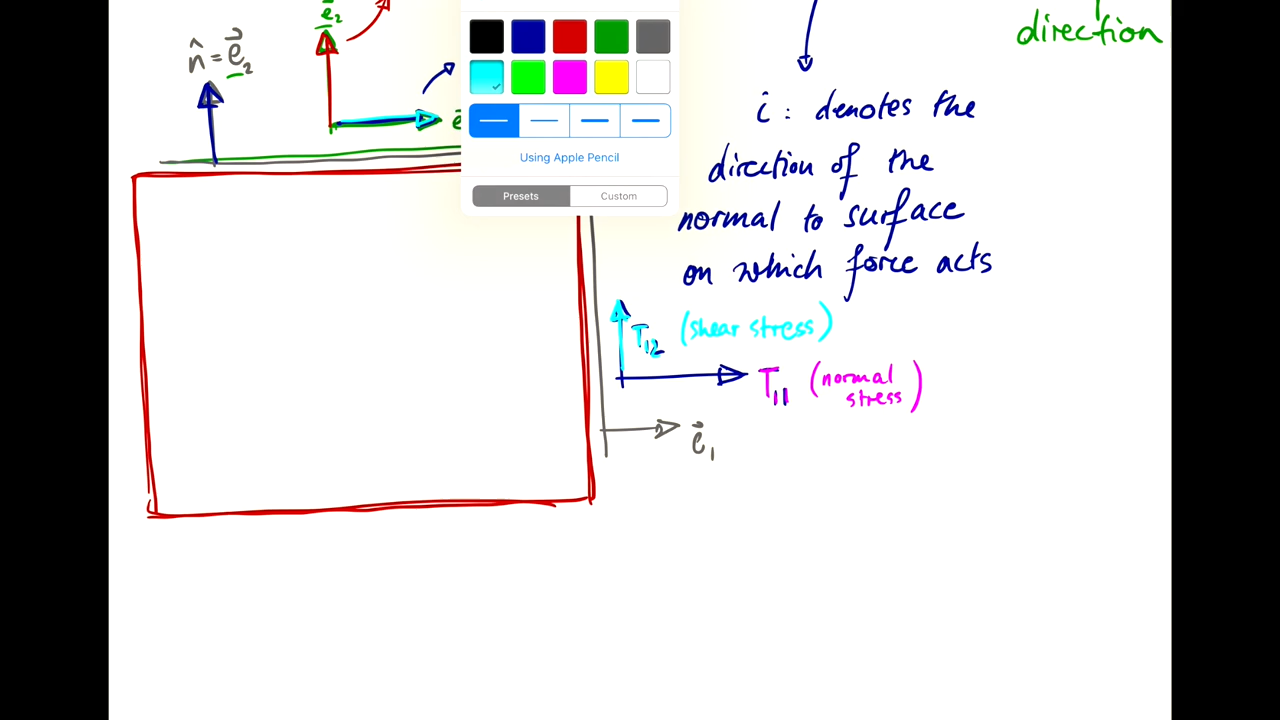 e₂
direction
n̂ = e⃗₂
e
i : denotes the
direction of the
normal to surface
on which force acts
Using Apple Pencil
Presets Custom
T₁₂ (shear stress)
T₁₁ (normal
stress)
e⃗₁